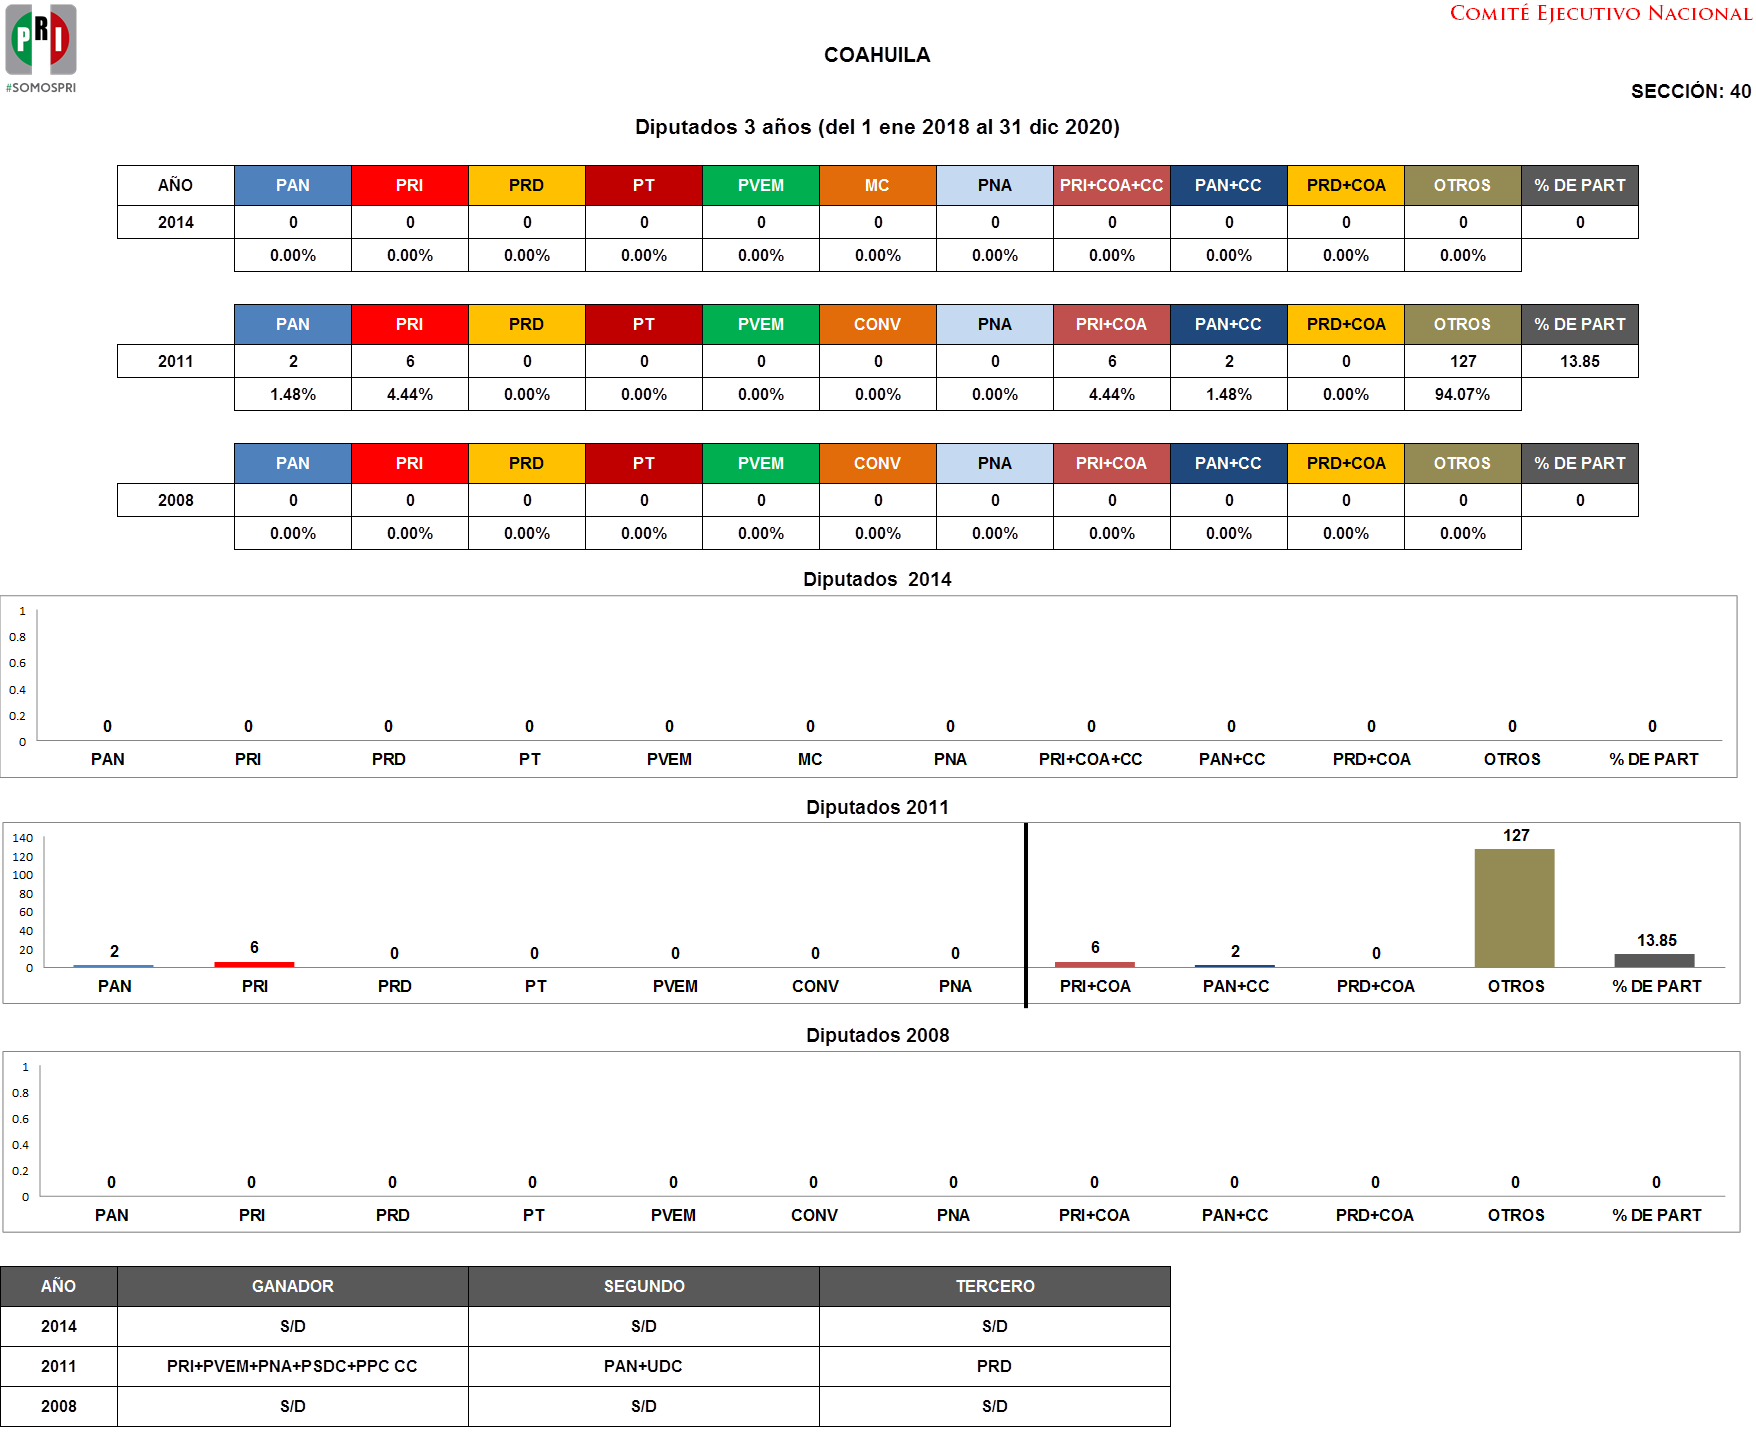 PRI
#SOMOSPRI
COMITÉ EJECUTIVO NACIONAL
COAHUILA
SECCIÓN: 40
Diputados 3 años (del 1 ene 2018 al 31 dic 2020)
AÑO PAN PRI PRD PT PVEM MC PNA PRI+COA+CC PAN+CC PRD+COA OTROS % DE PART
2014 0 0 0 0 0 0 0 0 0 0 0 0
0.00% 0.00% 0.00% 0.00% 0.00% 0.00% 0.00% 0.00% 0.00% 0.00% 0.00%
PAN PRI PRD PT PVEM CONV PNA PRI+COA PAN+CC PRD+COA OTROS % DE PART
2011 2 6 0 0 0 0 0 6 2 0 127 13.85
1.48% 4.44% 0.00% 0.00% 0.00% 0.00% 0.00% 4.44% 1.48% 0.00% 94.07%
PAN PRI PRD PT PVEM CONV PNA PRI+COA PAN+CC PRD+COA OTROS % DE PART
2008 0 0 0 0 0 0 0 0 0 0 0 0
0.00% 0.00% 0.00% 0.00% 0.00% 0.00% 0.00% 0.00% 0.00% 0.00% 0.00%
Diputados 2014
1
0.8
0.6
0.4
0.2
0
0 0 0 0 0 0 0 0 0 0 0 0
PAN PRI PRD PT PVEM MC PNA PRI+COA+CC PAN+CC PRD+COA OTROS % DE PART
Diputados 2011
140
120
100
80
60
40
20
0
2 6 0 0 0 0 0 6 2 0 127 13.85
PAN PRI PRD PT PVEM CONV PNA PRI+COA PAN+CC PRD+COA OTROS % DE PART
Diputados 2008
1
0.8
0.6
0.4
0.2
0
0 0 0 0 0 0 0 0 0 0 0 0
PAN PRI PRD PT PVEM CONV PNA PRI+COA PAN+CC PRD+COA OTROS % DE PART
AÑO GANADOR SEGUNDO TERCERO
2014 S/D S/D S/D
2011 PRI+PVEM+PNA+PSDC+PPC CC PAN+UDC PRD
2008 S/D S/D S/D